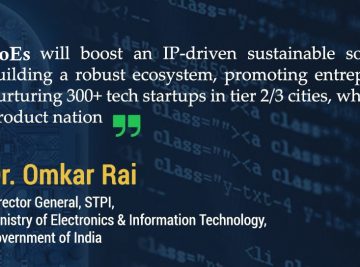 oEs will boost an IP-driven sustainable so
uilding a robust ecosystem, promoting entrep
urturing 300+ tech startups in tier 2/3 cities, wh
roduct nation
r. Omkar Rai
irector General, STPI,
inistry of Electronics & Information Technology,
overnment of India